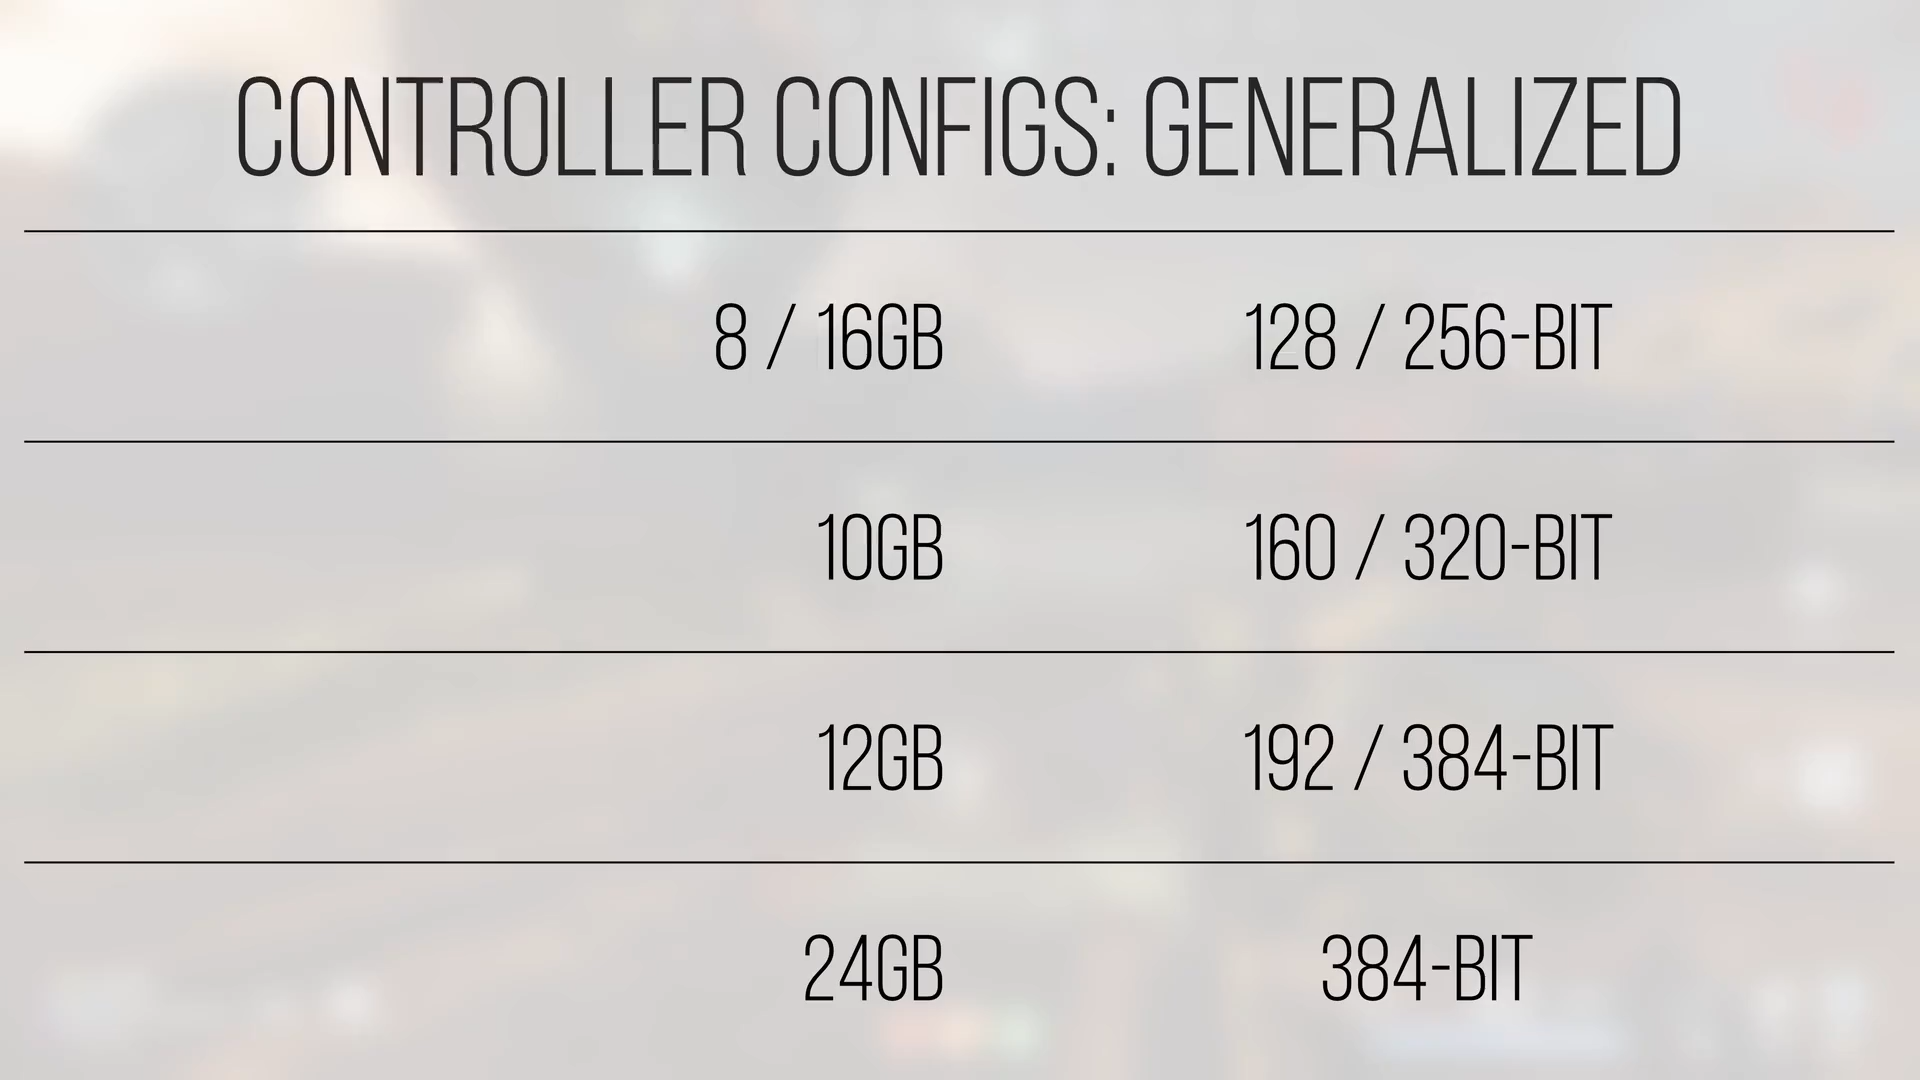 CONTROLLER CONFIGS: GENERALIZED
8 / 16GB 128 / 256-BIT
10GB 160 / 320-BIT
12GB 192 / 384-BIT
24GB 384-BIT